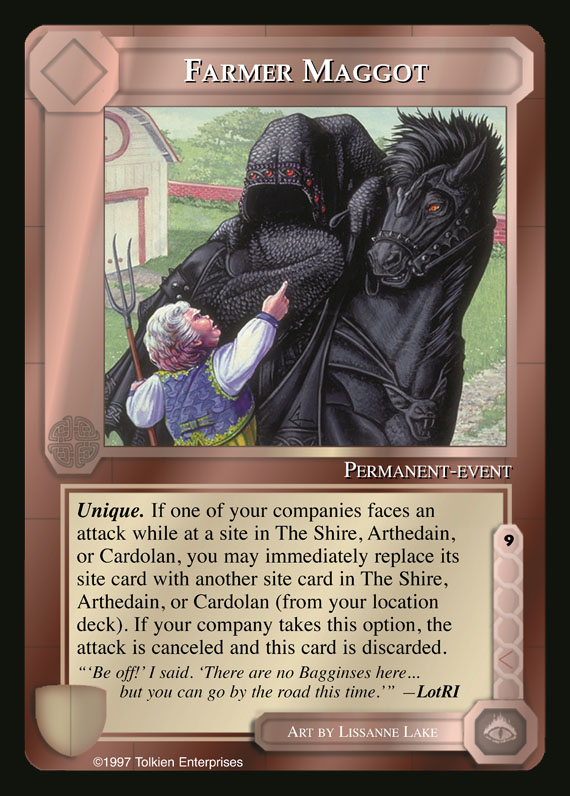 FARMER MAGGOT
PERMANENT-EVENT
Unique. If one of your companies faces an
attack while at a site in The Shire, Arthedain,
or Cardolan, you may immediately replace its
site card with another site card in The Shire,
Arthedain, or Cardolan (from your location
deck). If your company takes this option, the
attack is canceled and this card is discarded.
“‘Be off!’ I said. ‘There are no Bagginses here...
but you can go by the road this time.’” —LotRI
9
ART BY LISSANNE LAKE
©1997 Tolkien Enterprises